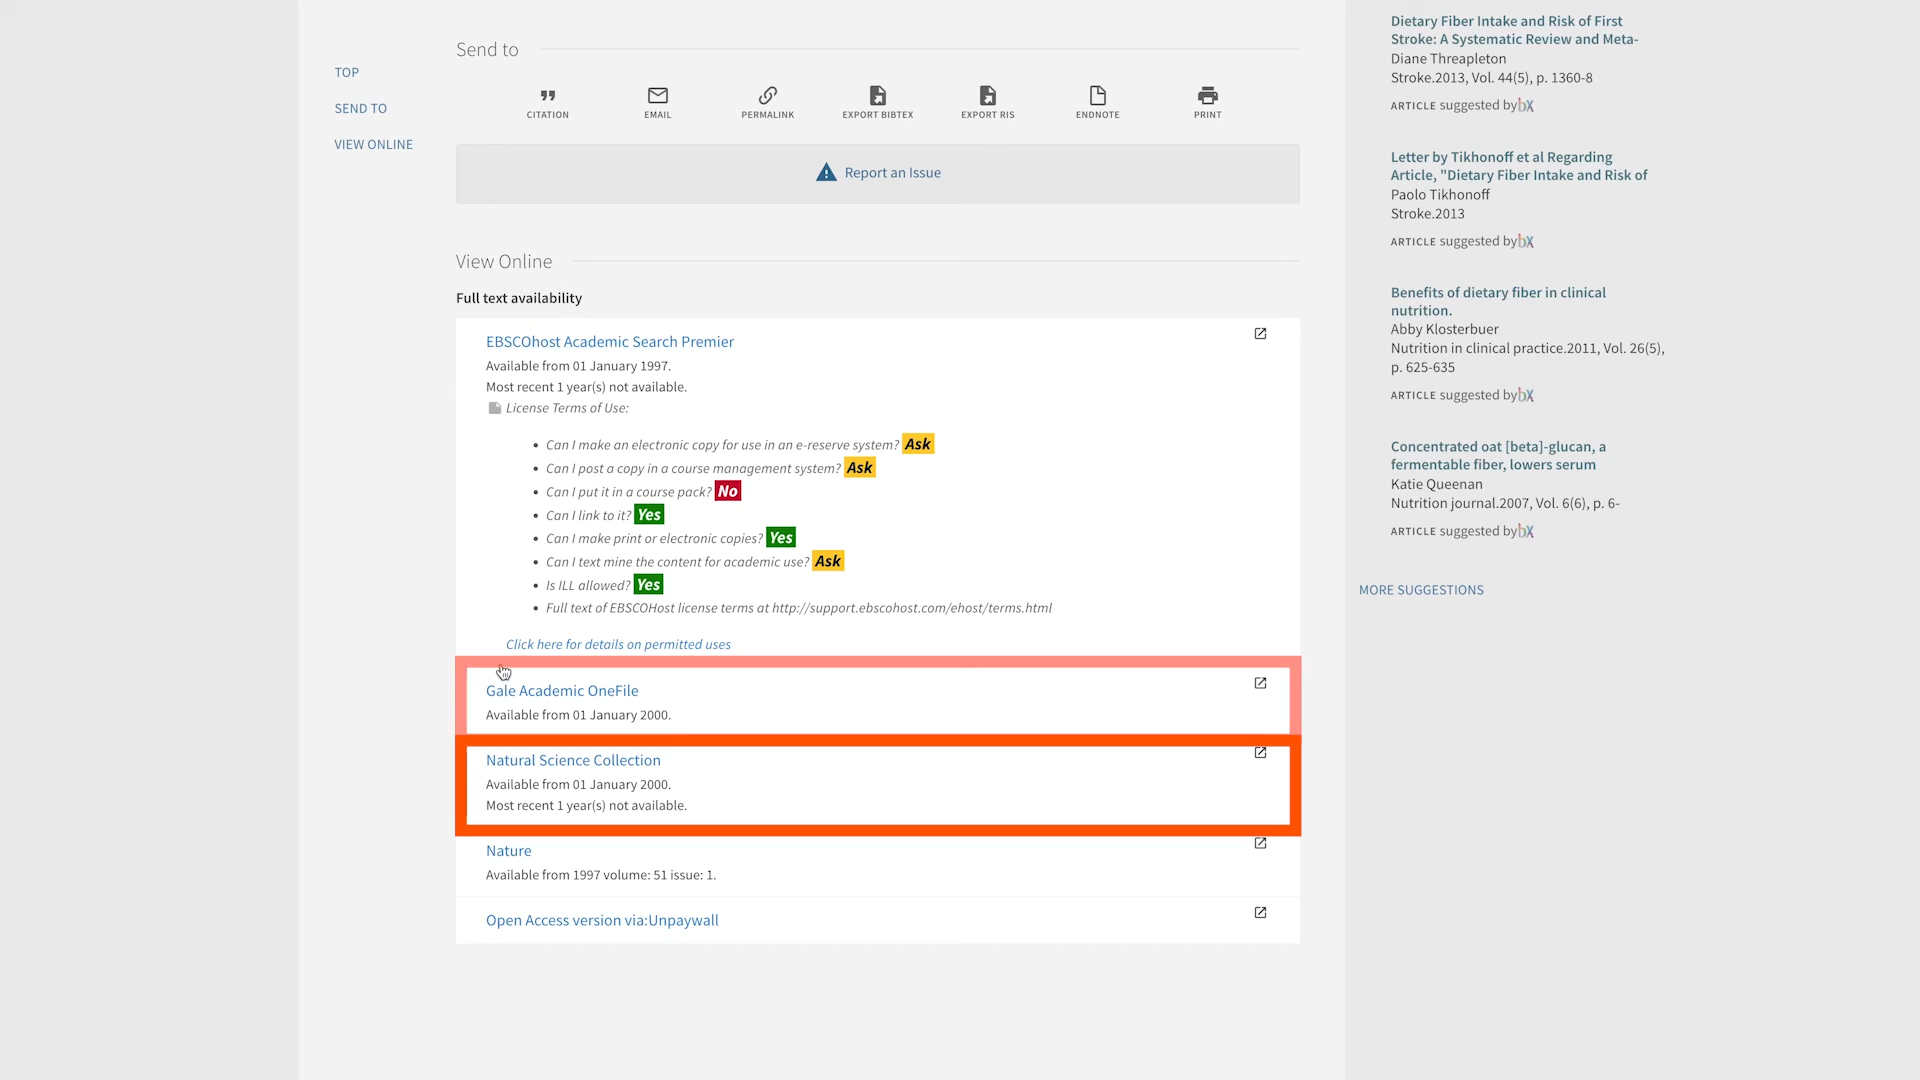 TOP
SEND TO
VIEW ONLINE
Send to
CITATION
EMAIL
PERMALINK
EXPORT BIBTEX
EXPORT RIS
ENDNOTE
PRINT
Report an Issue
View Online
Full text availability
EBSCOhost Academic Search Premier
Available from 01 January 1997.
Most recent 1 year(s) not available.
License Terms of Use:
• Can I make an electronic copy for use in an e-reserve system? Ask
• Can I post a copy in a course management system? Ask
• Can I put it in a course pack? No
• Can I link to it? Yes
• Can I make print or electronic copies? Yes
• Can I text mine the content for academic use? Ask
• Is ILL allowed? Yes
• Full text of EBSCOHost license terms at http://support.ebscohost.com/ehost/terms.html
Click here for details on permitted uses
Gale Academic OneFile
Available from 01 January 2000.
Natural Science Collection
Available from 01 January 2000.
Most recent 1 year(s) not available.
Nature
Available from 1997 volume: 51 issue: 1.
Open Access version via:Unpaywall
Dietary Fiber Intake and Risk of First
Stroke: A Systematic Review and Meta-
Diane Threapleton
Stroke.2013, Vol. 44(5), p. 1360-8
ARTICLE suggested by bX
Letter by Tikhonoff et al Regarding
Article, "Dietary Fiber Intake and Risk of
Paolo Tikhonoff
Stroke.2013
ARTICLE suggested by bX
Benefits of dietary fiber in clinical
nutrition.
Abby Klosterbuer
Nutrition in clinical practice.2011, Vol. 26(5),
p. 625-635
ARTICLE suggested by bX
Concentrated oat [beta]-glucan, a
fermentable fiber, lowers serum
Katie Queenan
Nutrition journal.2007, Vol. 6(6), p. 6-
ARTICLE suggested by bX
MORE SUGGESTIONS